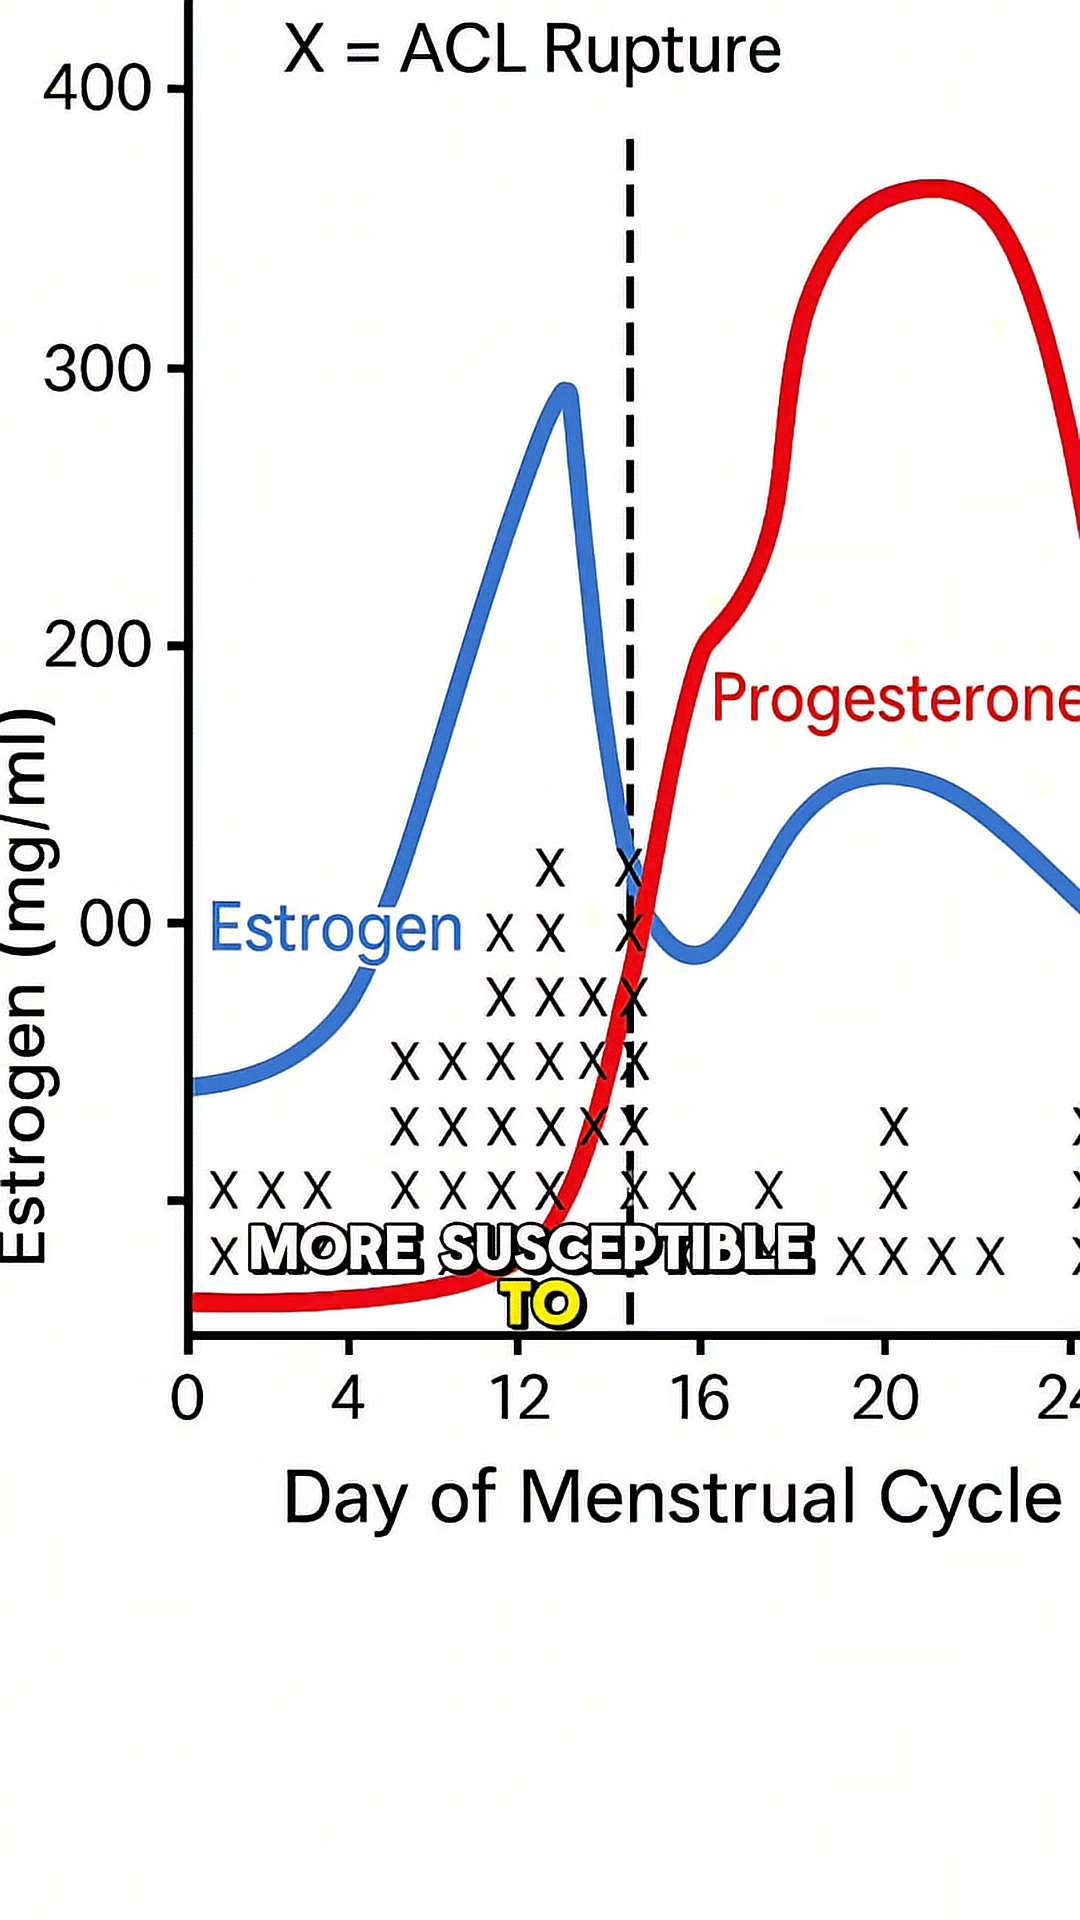 X = ACL Rupture
400
300
200
00
Estrogen (mg/ml)
Progesterone
Estrogen
X X
X X X
X X X X
X X X X X X
X X X X X X X
X X X X X X X X X X X
X X X X X
MORE SUSCEPTIBLE
TO
0 4 12 16 20
Day of Menstrual Cycle